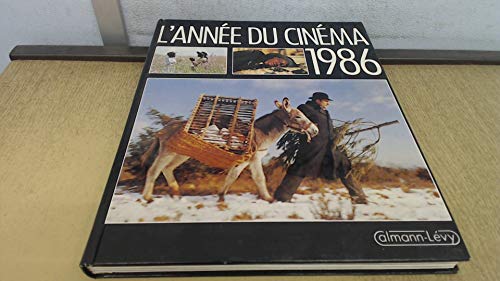 L'ANNÉE DU CINÉMA
1986
Calmann-Lévy